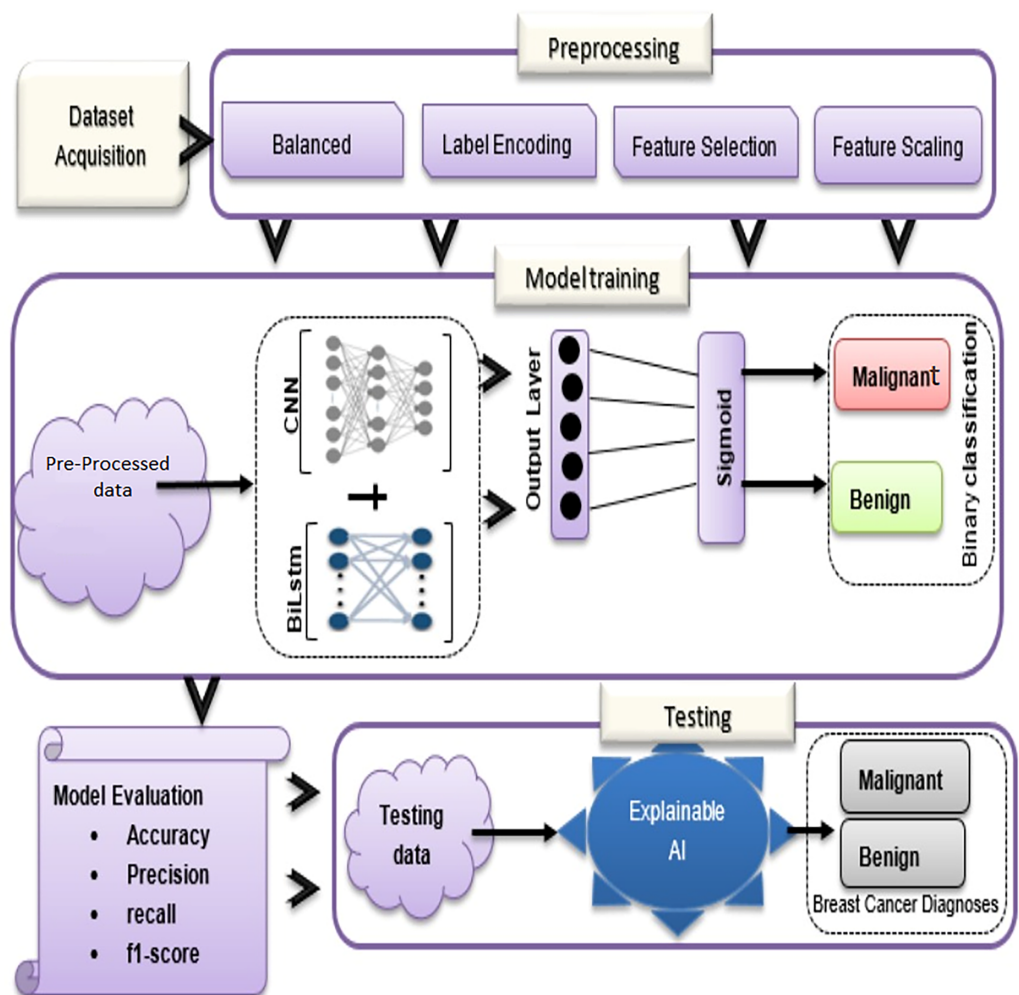 Preprocessing
Dataset
Acquisition
Balanced
Label Encoding
Feature Selection
Feature Scaling
Model training
Pre-Processed
data
CNN
+
BiLstm
Output Layer
Sigmoid
Malignant
Benign
Binary classification
Model Evaluation
• Accuracy
• Precision
• recall
• f1-score
Testing
Testing
data
Explainable
AI
Malignant
Benign
Breast Cancer Diagnoses